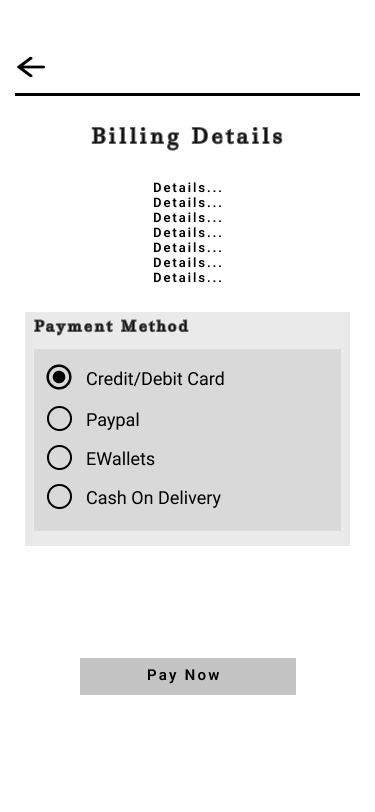 Billing Details
Details...
Details...
Details...
Details...
Details...
Details...
Details...
Payment Method
Credit/Debit Card
Paypal
EWallets
Cash On Delivery
Pay Now